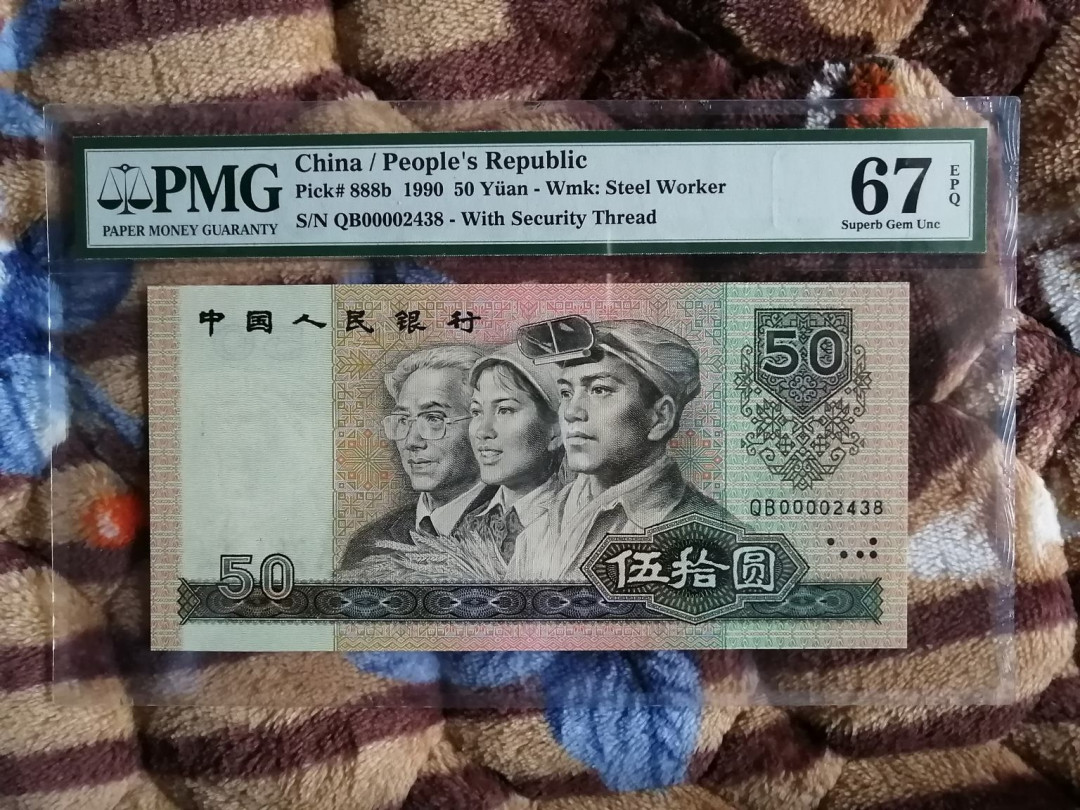 PMG
PAPER MONEY GUARANTY
China / People's Republic
Pick# 888b 1990 50 Yüan - Wmk: Steel Worker
S/N QB00002438 - With Security Thread
67
EPQ
Superb Gem Unc
中国人民银行
50
QB00002438
50
伍拾圆